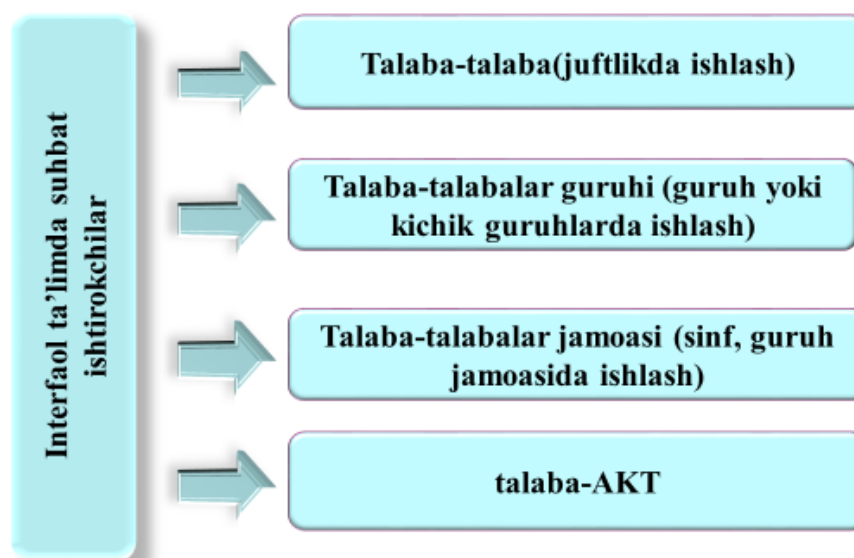 Interfaol ta’limda suhbat
ishtirokchilar
Talaba-talaba(juftlikda ishlash)
Talaba-talabalar guruhi (guruh yoki
kichik guruhlarda ishlash)
Talaba-talabalar jamoasi (sinf, guruh
jamoasida ishlash)
talaba-AKT